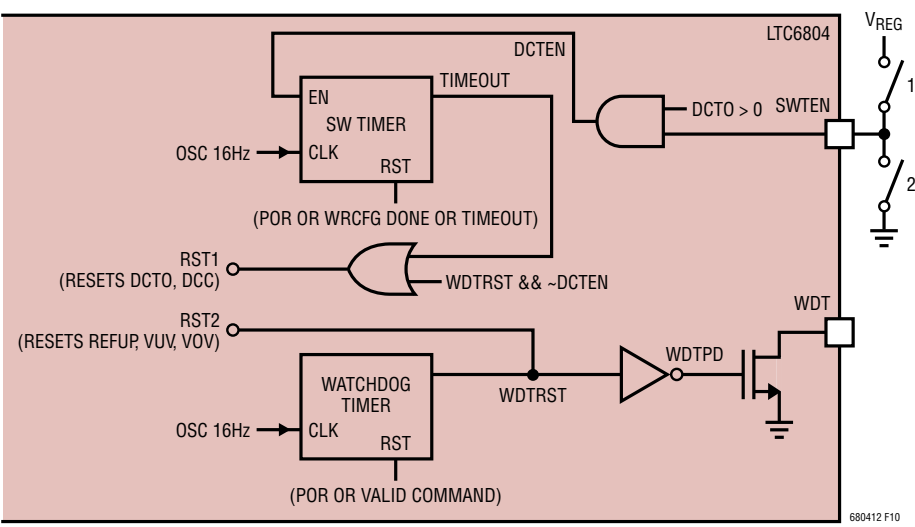 LTC6804
VREG
DCTEN
TIMEOUT
EN
SW TIMER
DCTO > 0
SWTEN
1
OSC 16Hz
CLK
RST
2
(POR OR WRCFG DONE OR TIMEOUT)
RST1
(RESETS DCTO, DCC)
WDTRST && ~DCTEN
RST2
(RESETS REFUP, VUV, VOV)
WDT
WATCHDOG
TIMER
WDTPD
WDTRST
OSC 16Hz
CLK
RST
(POR OR VALID COMMAND)
680412 F10